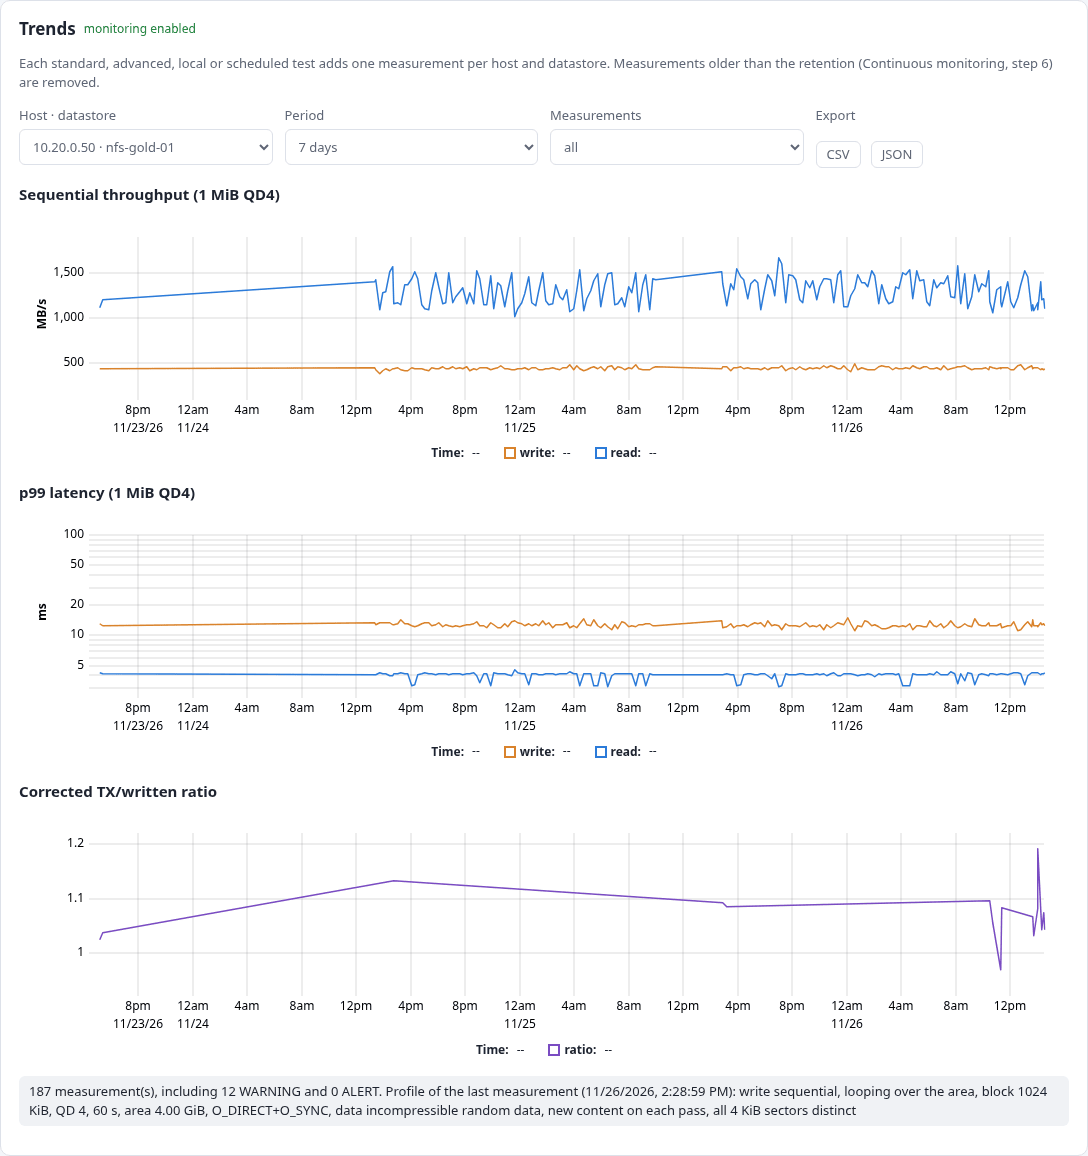 Trends monitoring enabled
Each standard, advanced, local or scheduled test adds one measurement per host and datastore. Measurements older than the retention (Continuous monitoring, step 6)
are removed.
Host · datastore Period Measurements Export
10.20.0.50 · nfs-gold-01 7 days all CSV JSON
Sequential throughput (1 MiB QD4)
1,500
1,000
500
MB/s
8pm 12am 4am 8am 12pm 4pm 8pm 12am 4am 8am 12pm 4pm 8pm 12am 4am 8am 12pm
11/23/26 11/24 11/25 11/26
Time: -- write: -- read: --
p99 latency (1 MiB QD4)
100
50
20
10
5
ms
8pm 12am 4am 8am 12pm 4pm 8pm 12am 4am 8am 12pm 4pm 8pm 12am 4am 8am 12pm
11/23/26 11/24 11/25 11/26
Time: -- write: -- read: --
Corrected TX/written ratio
1.2
1.1
1
8pm 12am 4am 8am 12pm 4pm 8pm 12am 4am 8am 12pm 4pm 8pm 12am 4am 8am 12pm
11/23/26 11/24 11/25 11/26
Time: -- ratio: --
187 measurement(s), including 12 WARNING and 0 ALERT. Profile of the last measurement (11/26/2026, 2:28:59 PM): write sequential, looping over the area, block 1024
KiB, QD 4, 60 s, area 4.00 GiB, O_DIRECT+O_SYNC, data incompressible random data, new content on each pass, all 4 KiB sectors distinct